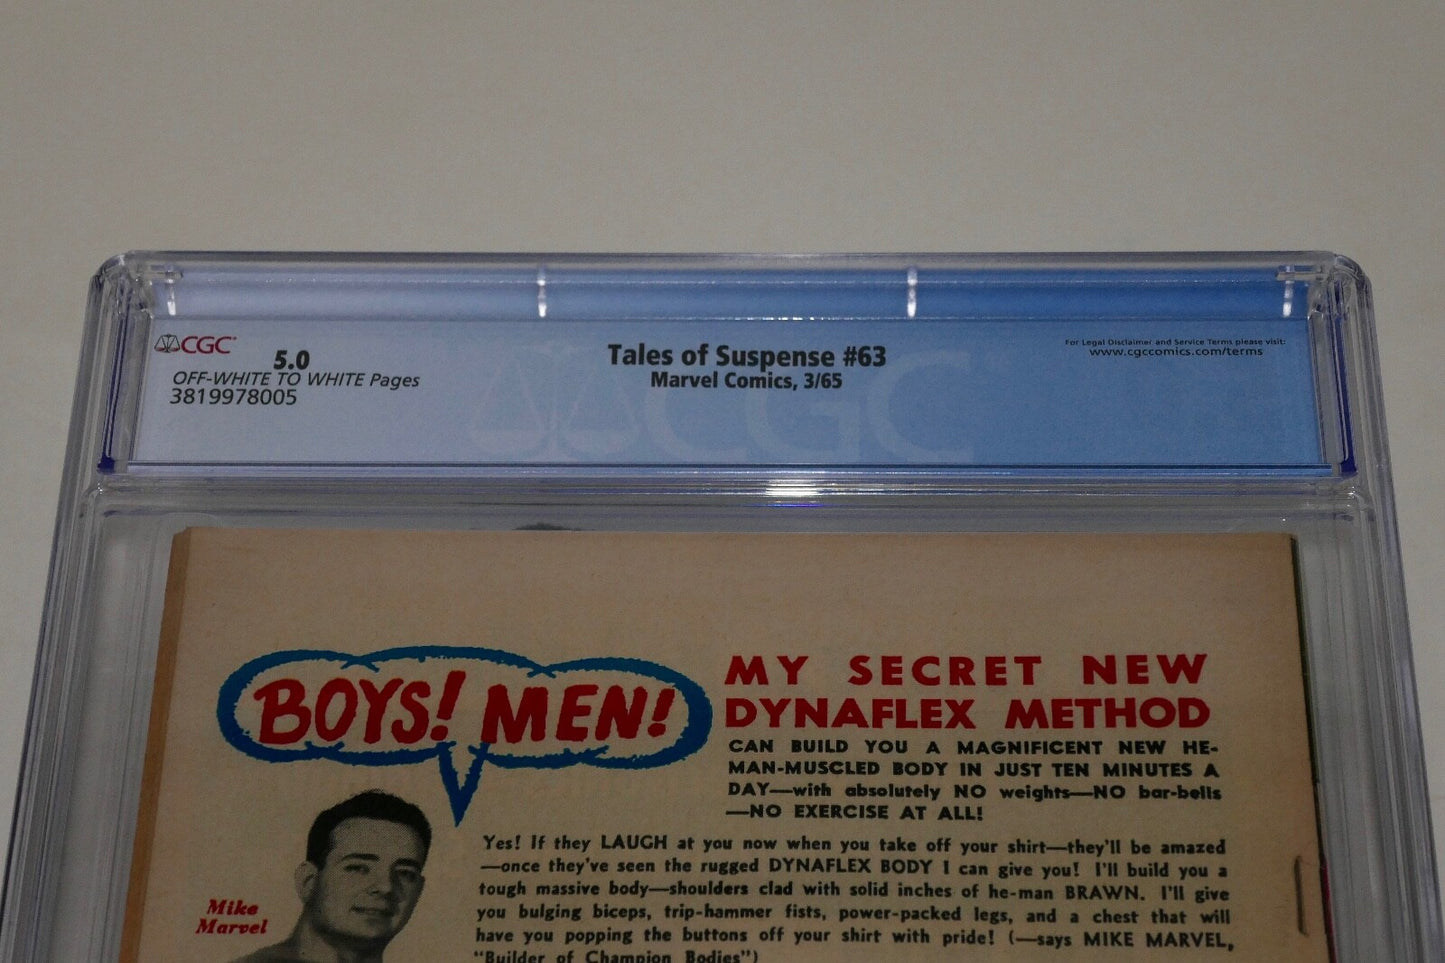 CGC
5.0
OFF-WHITE TO WHITE Pages
3819978005
Tales of Suspense #63
Marvel Comics, 3/65
For Legal Disclaimer and Service Terms please visit:
www.cgccomics.com/terms
CGC
BOYS! MEN!
MY SECRET NEW
DYNAFLEX METHOD
CAN BUILD YOU A MAGNIFICENT NEW HE-
MAN-MUSCLED BODY IN JUST TEN MINUTES A
DAY—with absolutely NO weights—NO bar-bells
—NO EXERCISE AT ALL!
Yes! If they LAUGH at you now when you take off your shirt—they'll be amazed
—once they've seen the rugged DYNAFLEX BODY I can give you! I'll build you a
tough massive body—shoulders clad with solid inches of he-man BRAWN. I'll give
you bulging biceps, trip-hammer fists, power-packed legs, and a chest that will
have you popping the buttons off your shirt with pride! (—says MIKE MARVEL,
"Builder of Champion Bodies")
Mike
Marvel